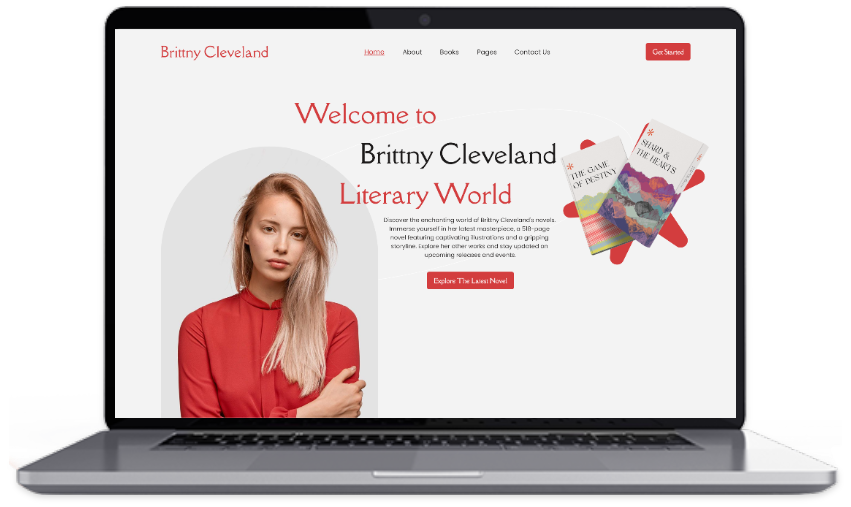 Brittny Cleveland
Home About Books Pages Contact Us
Get Started
Welcome to
Brittny Cleveland
Literary World
Discover the enchanting world of Brittny Cleveland's novels.
Immerse yourself in her latest masterpiece, a 518-page
novel featuring captivating illustrations and a gripping
storyline. Explore her other works and stay updated on
upcoming releases and events.
Explore The Latest Novel
THE GAME
OF DESTINY
SHARD &
THE HEARTS